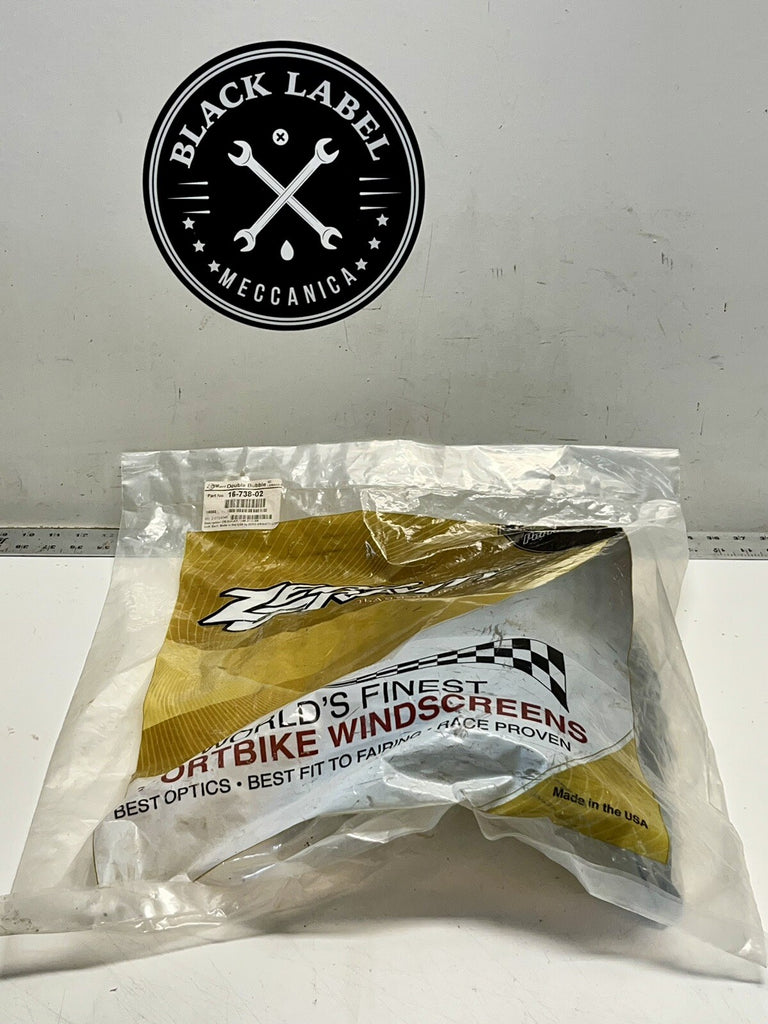 BLACK LABEL
MECCANICA
Double Bubble
Part No: 16-738-02
WORLD'S FINEST
ORTBIKE WINDSCREENS
BEST OPTICS • BEST FIT TO FAIRING • RACE PROVEN
Made in the USA